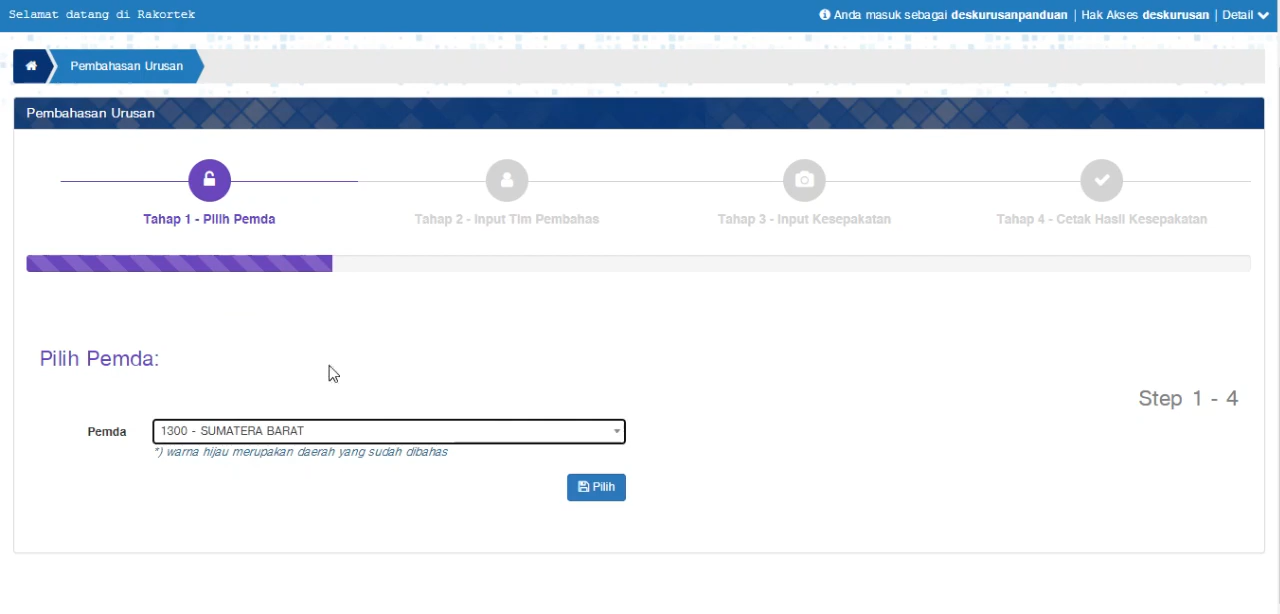 Selamat datang di Rakortek
Anda masuk sebagai deskurusanpanduan | Hak Akses deskurusan | Detail
Pembahasan Urusan
Pembahasan Urusan
Tahap 1 - Pilih Pemda
Tahap 2 - Input Tim Pembahas
Tahap 3 - Input Kesepakatan
Tahap 4 - Cetak Hasil Kesepakatan
Pilih Pemda:
Step 1 - 4
Pemda
1300 - SUMATERA BARAT
*) warna hijau merupakan daerah yang sudah dibahas
Pilih